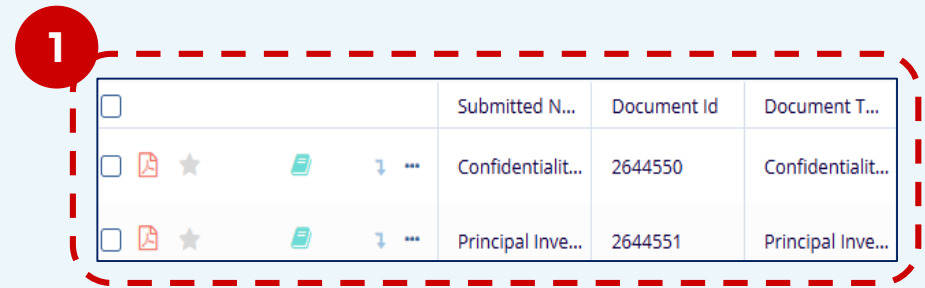 1
Submitted N... Document Id Document T...
Confidentialit... 2644550 Confidentialit...
Principal Inve... 2644551 Principal Inve...